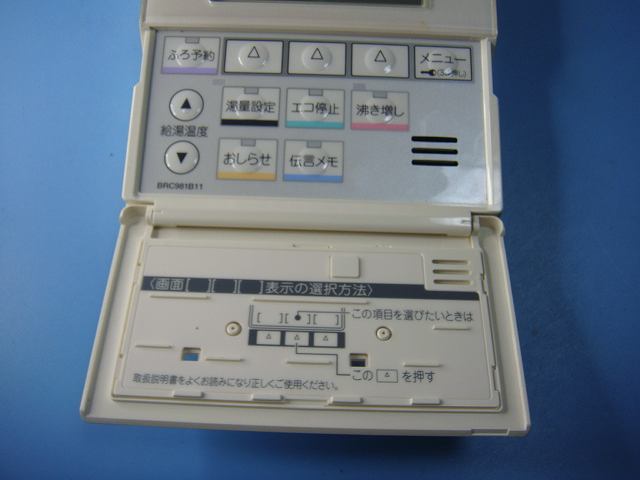 ふろ予約 △ △ △ メニュー
▲ 湯量設定 エコ停止 沸き増し
給湯温度
▼ おしらせ 伝言メモ
BRC981B11
〈画面[ ][ ][ ]表示の選択方法〉
[ ][●][ ] この項目を選びたいときは
△ △ △
この △ を押す
取扱説明書をよくお読みになり正しくご使用ください。